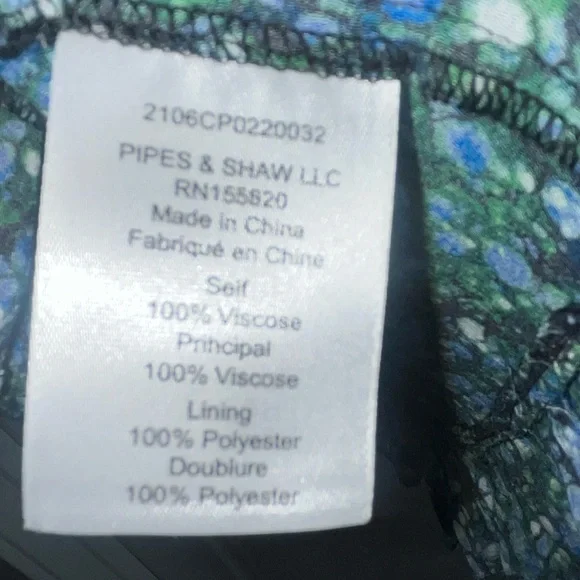 2106CP0220032
PIPES & SHAW LLC
RN155820
Made in China
Fabriqué en Chine
Self
100% Viscose
Principal
100% Viscose
Lining
100% Polyester
Doublure
100% Polyester